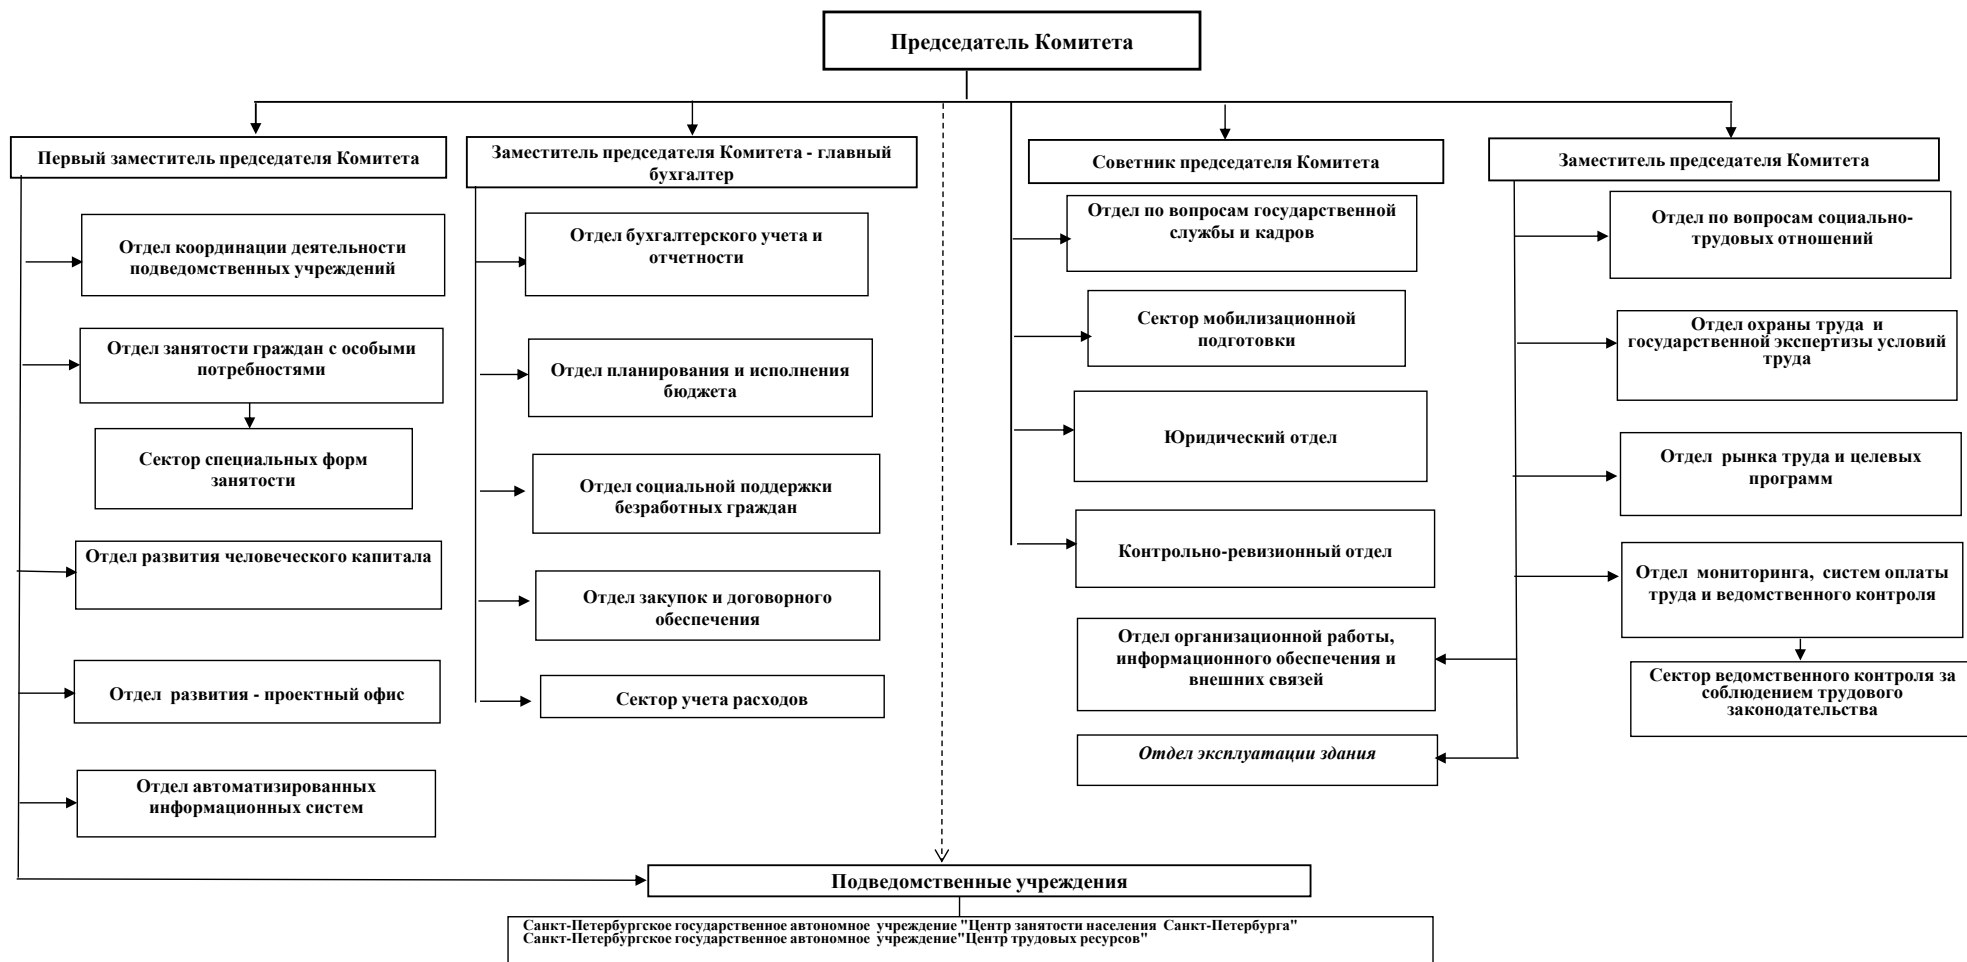 Председатель Комитета
Первый заместитель председателя Комитета
Отдел координации деятельности
подведомственных учреждений
Отдел занятости граждан с особыми
потребностями
Сектор специальных форм
занятости
Отдел развития человеческого капитала
Отдел развития - проектный офис
Отдел автоматизированных
информационных систем
Заместитель председателя Комитета - главный
бухгалтер
Отдел бухгалтерского учета и
отчетности
Отдел планирования и исполнения
бюджета
Отдел социальной поддержки
безработных граждан
Отдел закупок и договорного
обеспечения
Сектор учета расходов
Советник председателя Комитета
Отдел по вопросам государственной
службы и кадров
Сектор мобилизационной
подготовки
Юридический отдел
Контрольно-ревизионный отдел
Отдел организационной работы,
информационного обеспечения и
внешних связей
Отдел эксплуатации здания
Заместитель председателя Комитета
Отдел по вопросам социально-
трудовых отношений
Отдел охраны труда и
государственной экспертизы условий
труда
Отдел рынка труда и целевых
программ
Отдел мониторинга, систем оплаты
труда и ведомственного контроля
Сектор ведомственного контроля за
соблюдением трудового
законодательства
Подведомственные учреждения
Санкт-Петербургское государственное автономное учреждение "Центр занятости населения Санкт-Петербурга"
Санкт-Петербургское государственное автономное учреждение"Центр трудовых ресурсов"